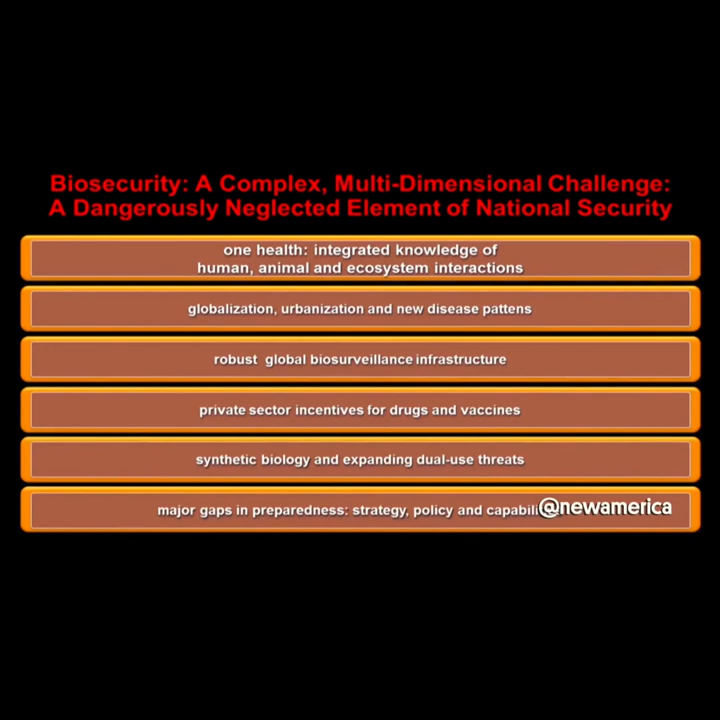 Biosecurity: A Complex, Multi-Dimensional Challenge:
A Dangerously Neglected Element of National Security
one health: integrated knowledge of
human, animal and ecosystem interactions
globalization, urbanization and new disease pattens
robust global biosurveillance infrastructure
private sector incentives for drugs and vaccines
synthetic biology and expanding dual-use threats
major gaps in preparedness: strategy, policy and
@newamerica